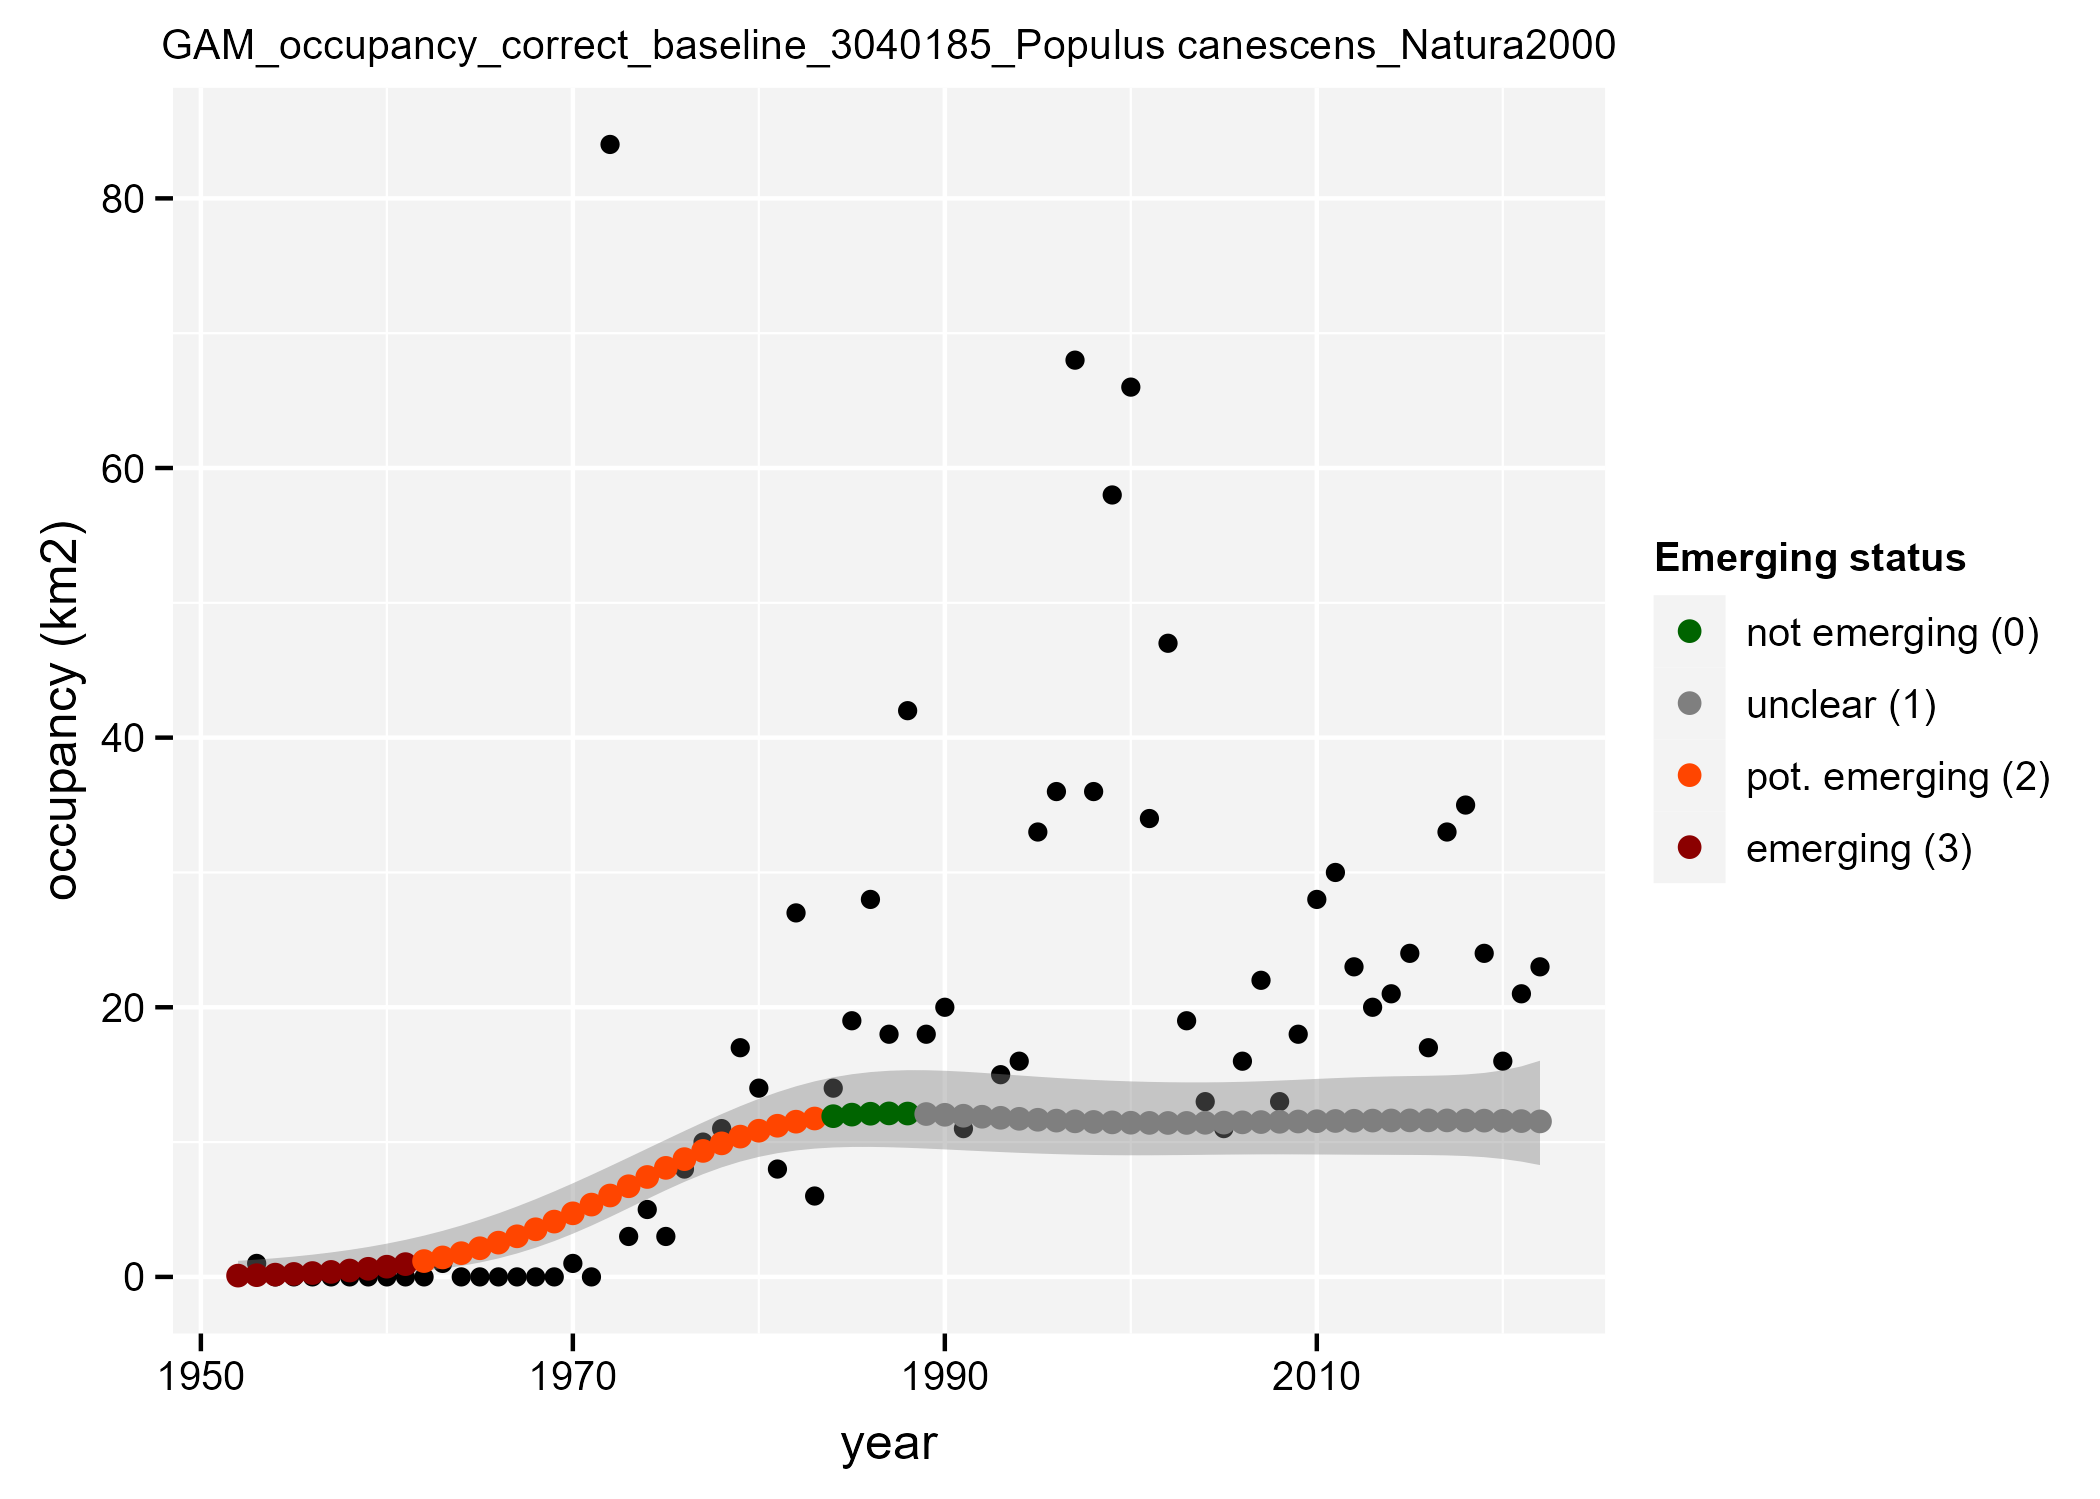 GAM_occupancy_correct_baseline_3040185_Populus canescens_Natura2000
80
60
40
20
0
occupancy (km2)
1950
1970
1990
2010
year
Emerging status
not emerging (0)
unclear (1)
pot. emerging (2)
emerging (3)